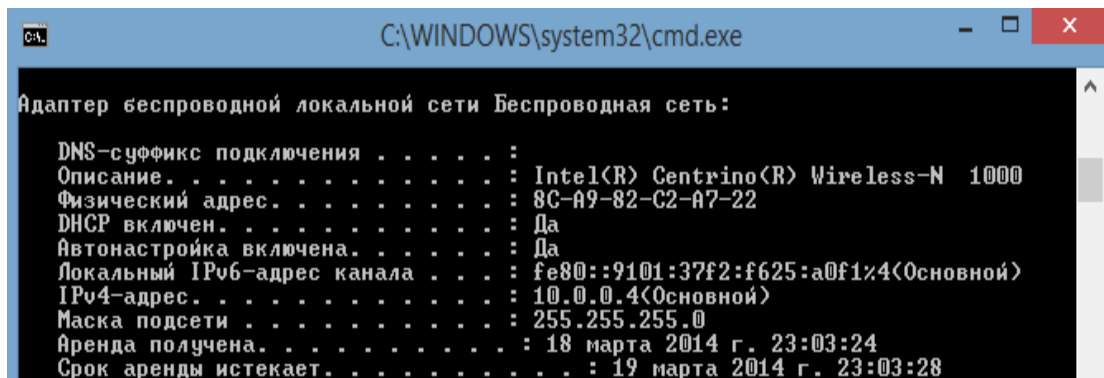 C:\WINDOWS\system32\cmd.exe
Адаптер беспроводной локальной сети Беспроводная сеть:
DNS-суффикс подключения . . . . . :
Описание. . . . . . . . . . . . . : Intel(R) Centrino(R) Wireless-N 1000
Физический адрес. . . . . . . . . : 8C-A9-82-C2-A7-22
DHCP включен. . . . . . . . . . . : Да
Автонастройка включена. . . . . . : Да
Локальный IPv6-адрес канала . . . : fe80::9101:37f2:f625:a0f1%4(Основной)
IPv4-адрес. . . . . . . . . . . . : 10.0.0.4(Основной)
Маска подсети . . . . . . . . . . : 255.255.255.0
Аренда получена. . . . . . . . . . : 18 марта 2014 г. 23:03:24
Срок аренды истекает. . . . . . . . . . : 19 марта 2014 г. 23:03:28